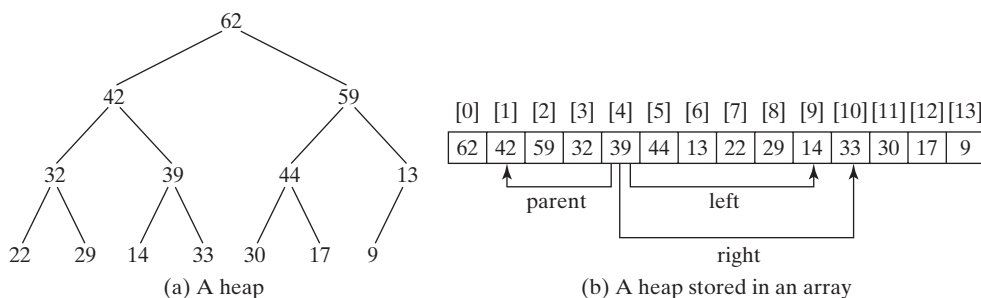 62
42 59
32 39 44 13
22 29 14 33 30 17 9
(a) A heap
[0] [1] [2] [3] [4] [5] [6] [7] [8] [9] [10] [11] [12] [13]
62 42 59 32 39 44 13 22 29 14 33 30 17 9
parent left
right
(b) A heap stored in an array